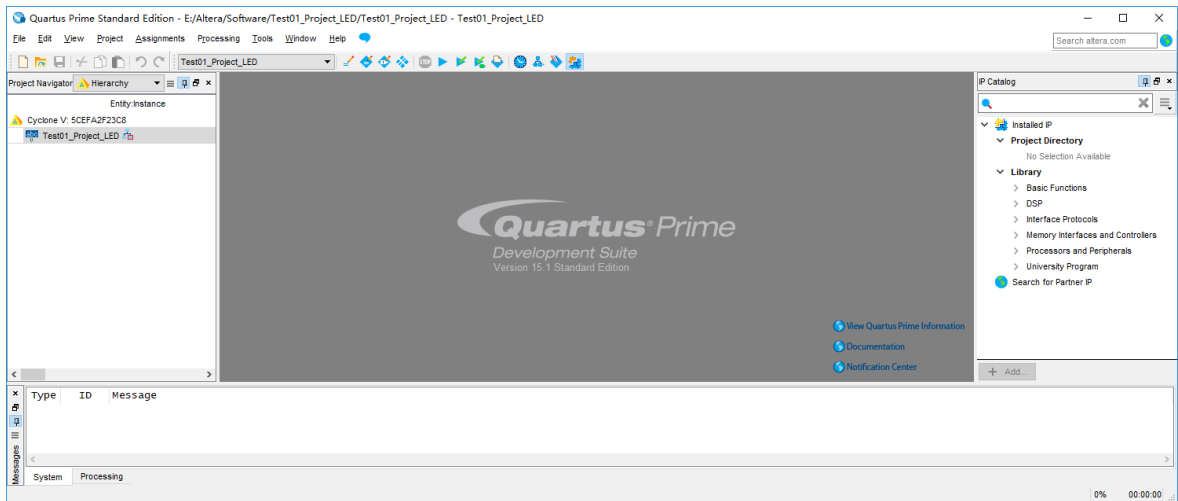 Quartus Prime Standard Edition - E:/Altera/Software/Test01_Project_LED/Test01_Project_LED - Test01_Project_LED
File Edit View Project Assignments Processing Tools Window Help
Search altera.com
Test01_Project_LED
Project Navigator Hierarchy
Entity:Instance
Cyclone V: 5CEFA2F23C8
Test01_Project_LED
Quartus Prime
Development Suite
Version 15.1 Standard Edition
View Quartus Prime Information
Documentation
Notification Center
IP Catalog
Installed IP
Project Directory
No Selection Available
Library
Basic Functions
DSP
Interface Protocols
Memory Interfaces and Controllers
Processors and Peripherals
University Program
Search for Partner IP
+ Add...
Type ID Message
Messages
System Processing
0% 00:00:00